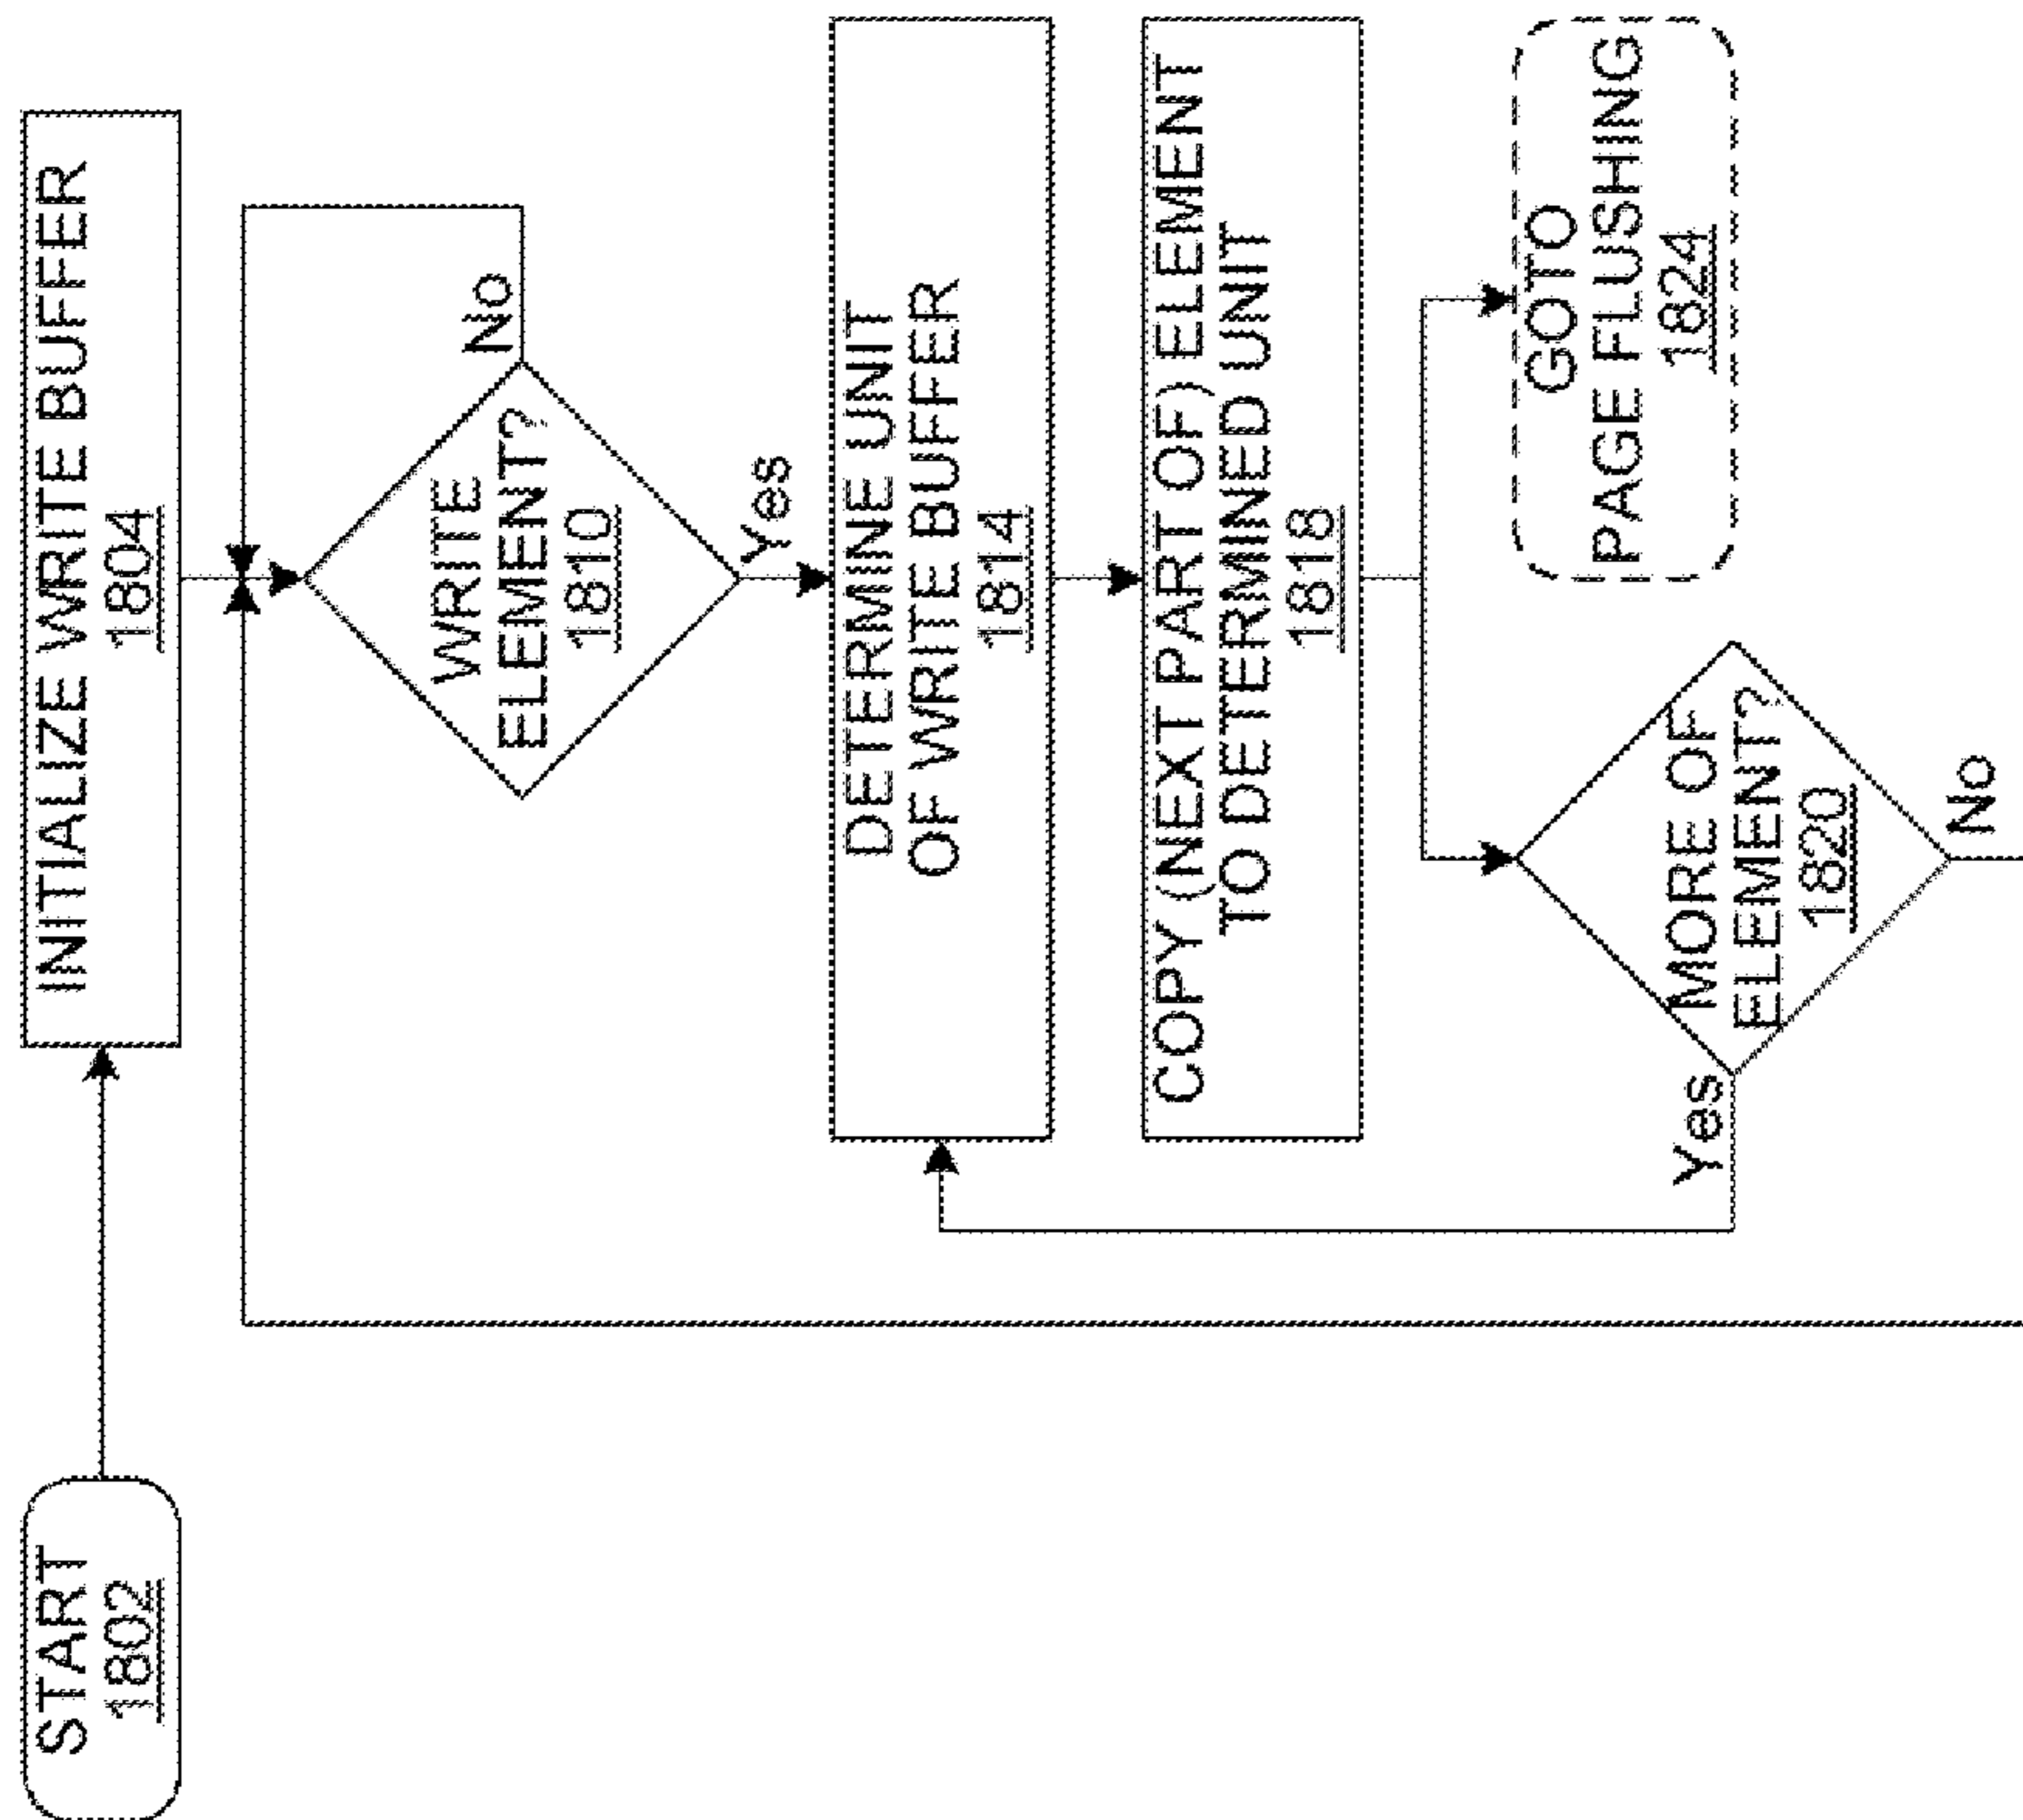 START
1802
INITIALIZE WRITE BUFFER
1804
WRITE
ELEMENT?
1810
No
Yes
DETERMINE UNIT
OF WRITE BUFFER
1814
COPY (NEXT PART OF) ELEMENT
TO DETERMINED UNIT
1818
MORE OF
ELEMENT?
1820
Yes
No
GOTO
PAGE FLUSHING
1824